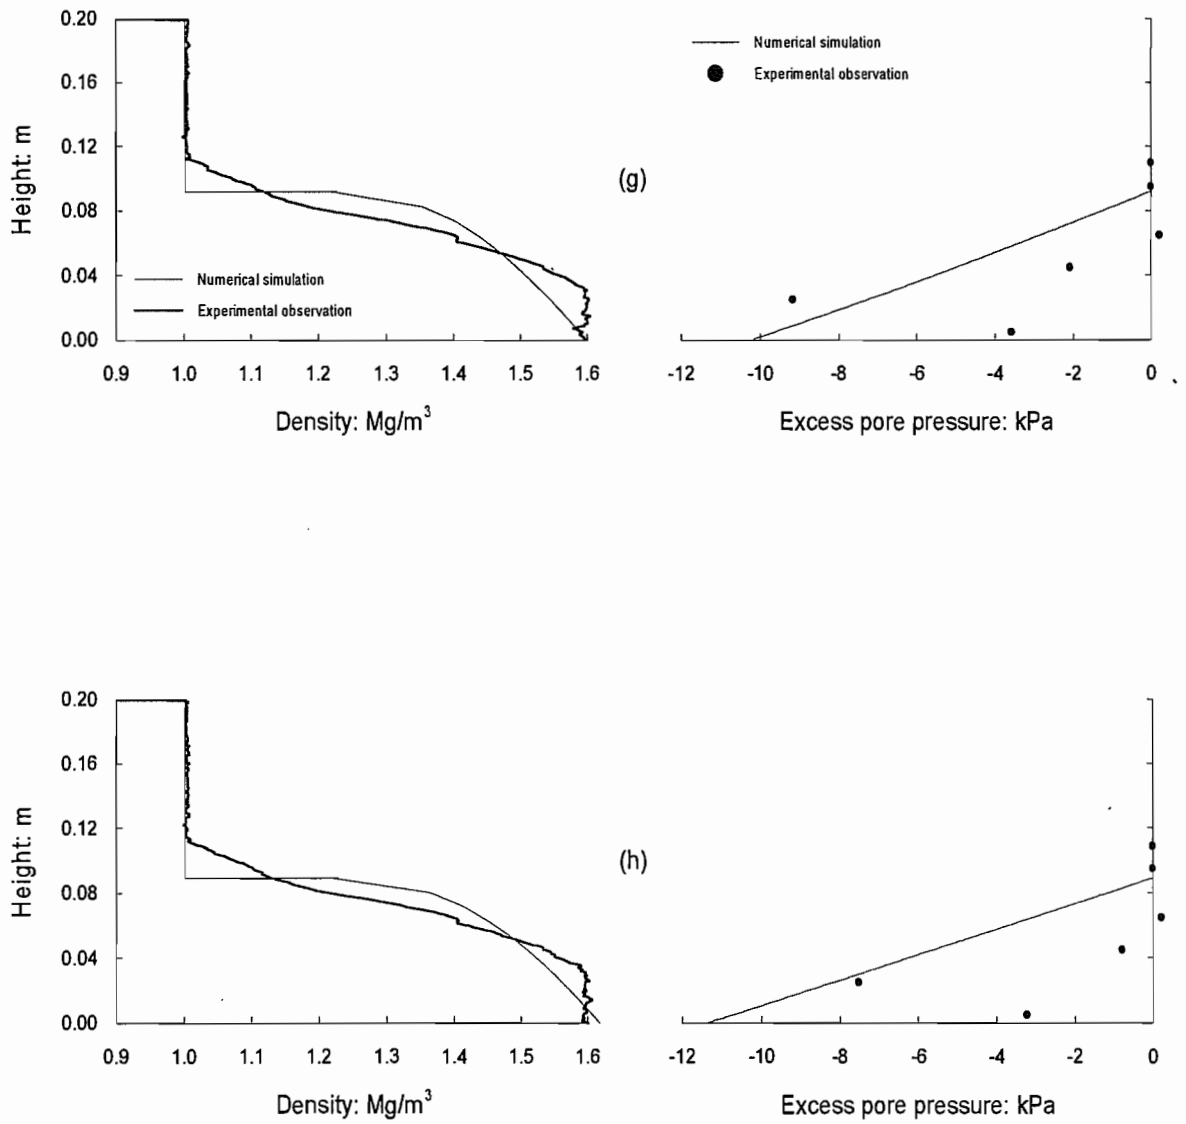 0.20
0.16
0.12
0.08
0.04
0.00
Height: m
Numerical simulation
Experimental observation
0.9 1.0 1.1 1.2 1.3 1.4 1.5 1.6
Density: Mg/m³
(g)
Numerical simulation
Experimental observation
-12 -10 -8 -6 -4 -2 0
Excess pore pressure: kPa
0.20
0.16
0.12
0.08
0.04
0.00
Height: m
0.9 1.0 1.1 1.2 1.3 1.4 1.5 1.6
Density: Mg/m³
(h)
-12 -10 -8 -6 -4 -2 0
Excess pore pressure: kPa